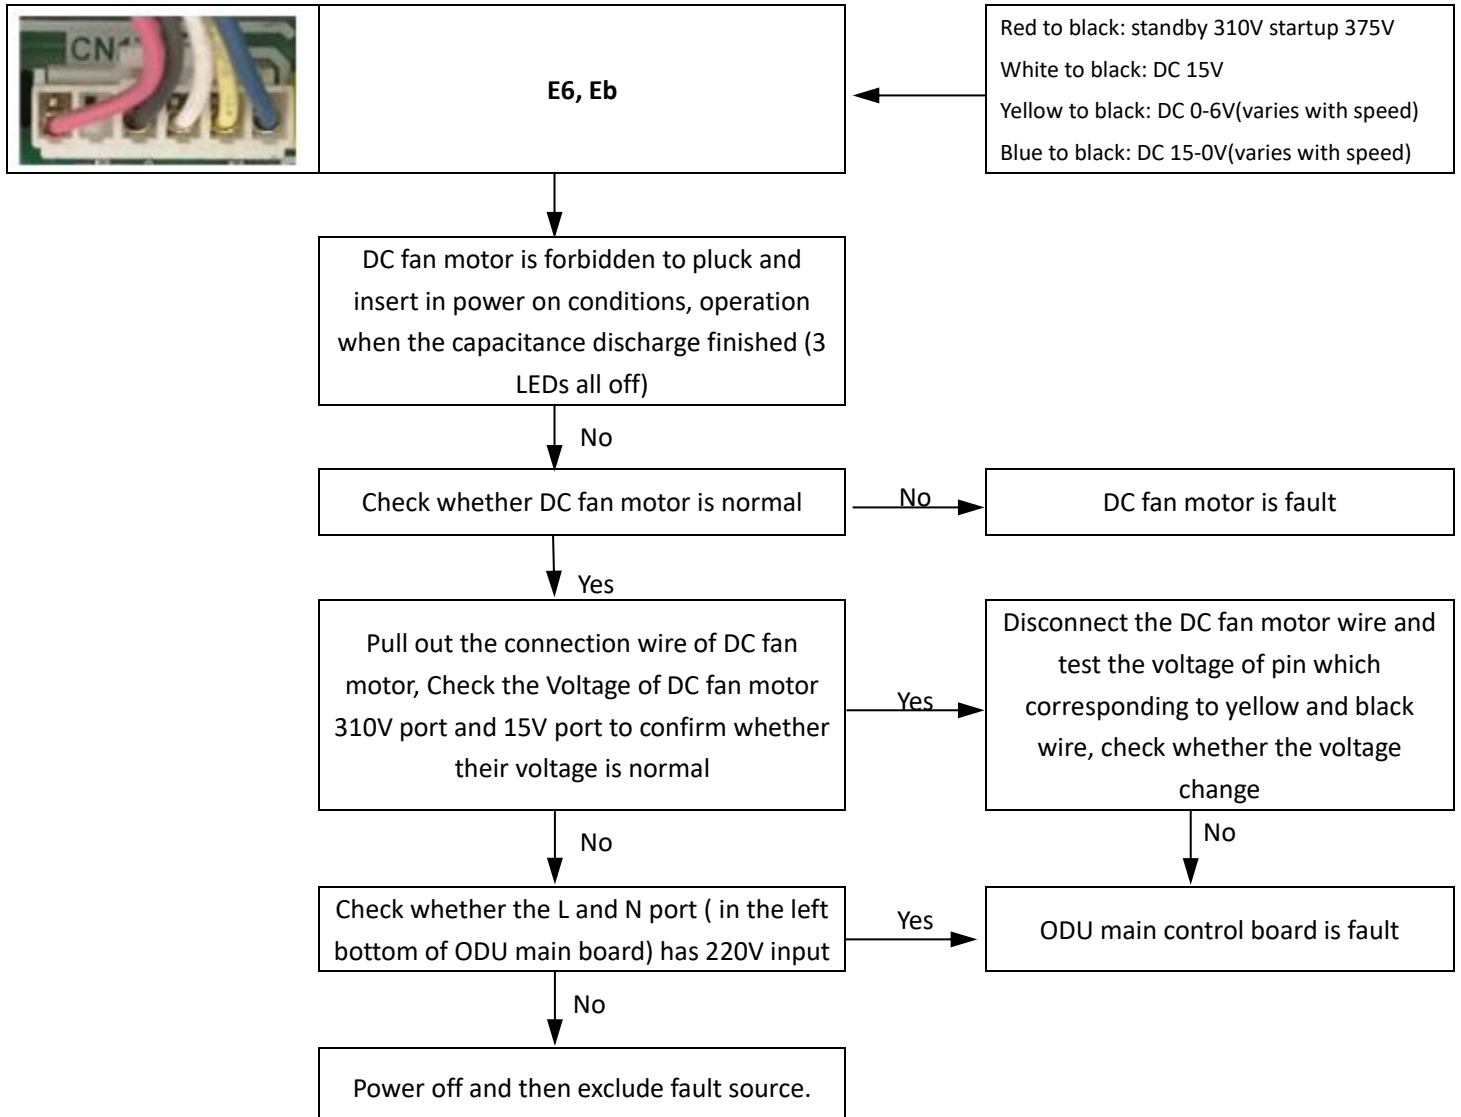 CN1
E6, Eb
Red to black: standby 310V startup 375V
White to black: DC 15V
Yellow to black: DC 0-6V(varies with speed)
Blue to black: DC 15-0V(varies with speed)
DC fan motor is forbidden to pluck and
insert in power on conditions, operation
when the capacitance discharge finished (3
LEDs all off)
No
Check whether DC fan motor is normal
No
DC fan motor is fault
Yes
Pull out the connection wire of DC fan
motor, Check the Voltage of DC fan motor
310V port and 15V port to confirm whether
their voltage is normal
Yes
Disconnect the DC fan motor wire and
test the voltage of pin which
corresponding to yellow and black
wire, check whether the voltage
change
No
No
Check whether the L and N port ( in the left
bottom of ODU main board) has 220V input
Yes
ODU main control board is fault
No
Power off and then exclude fault source.